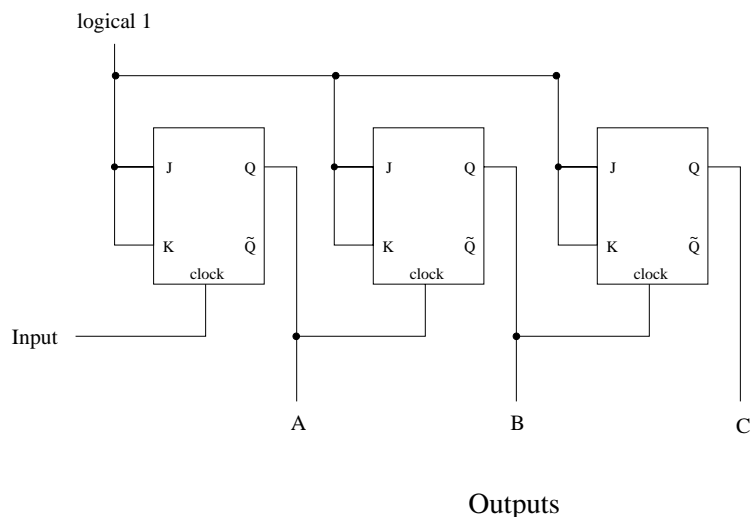 logical 1
J Q J Q J Q
K Q̃ K Q̃ K Q̃
clock clock clock
Input
A B C
Outputs